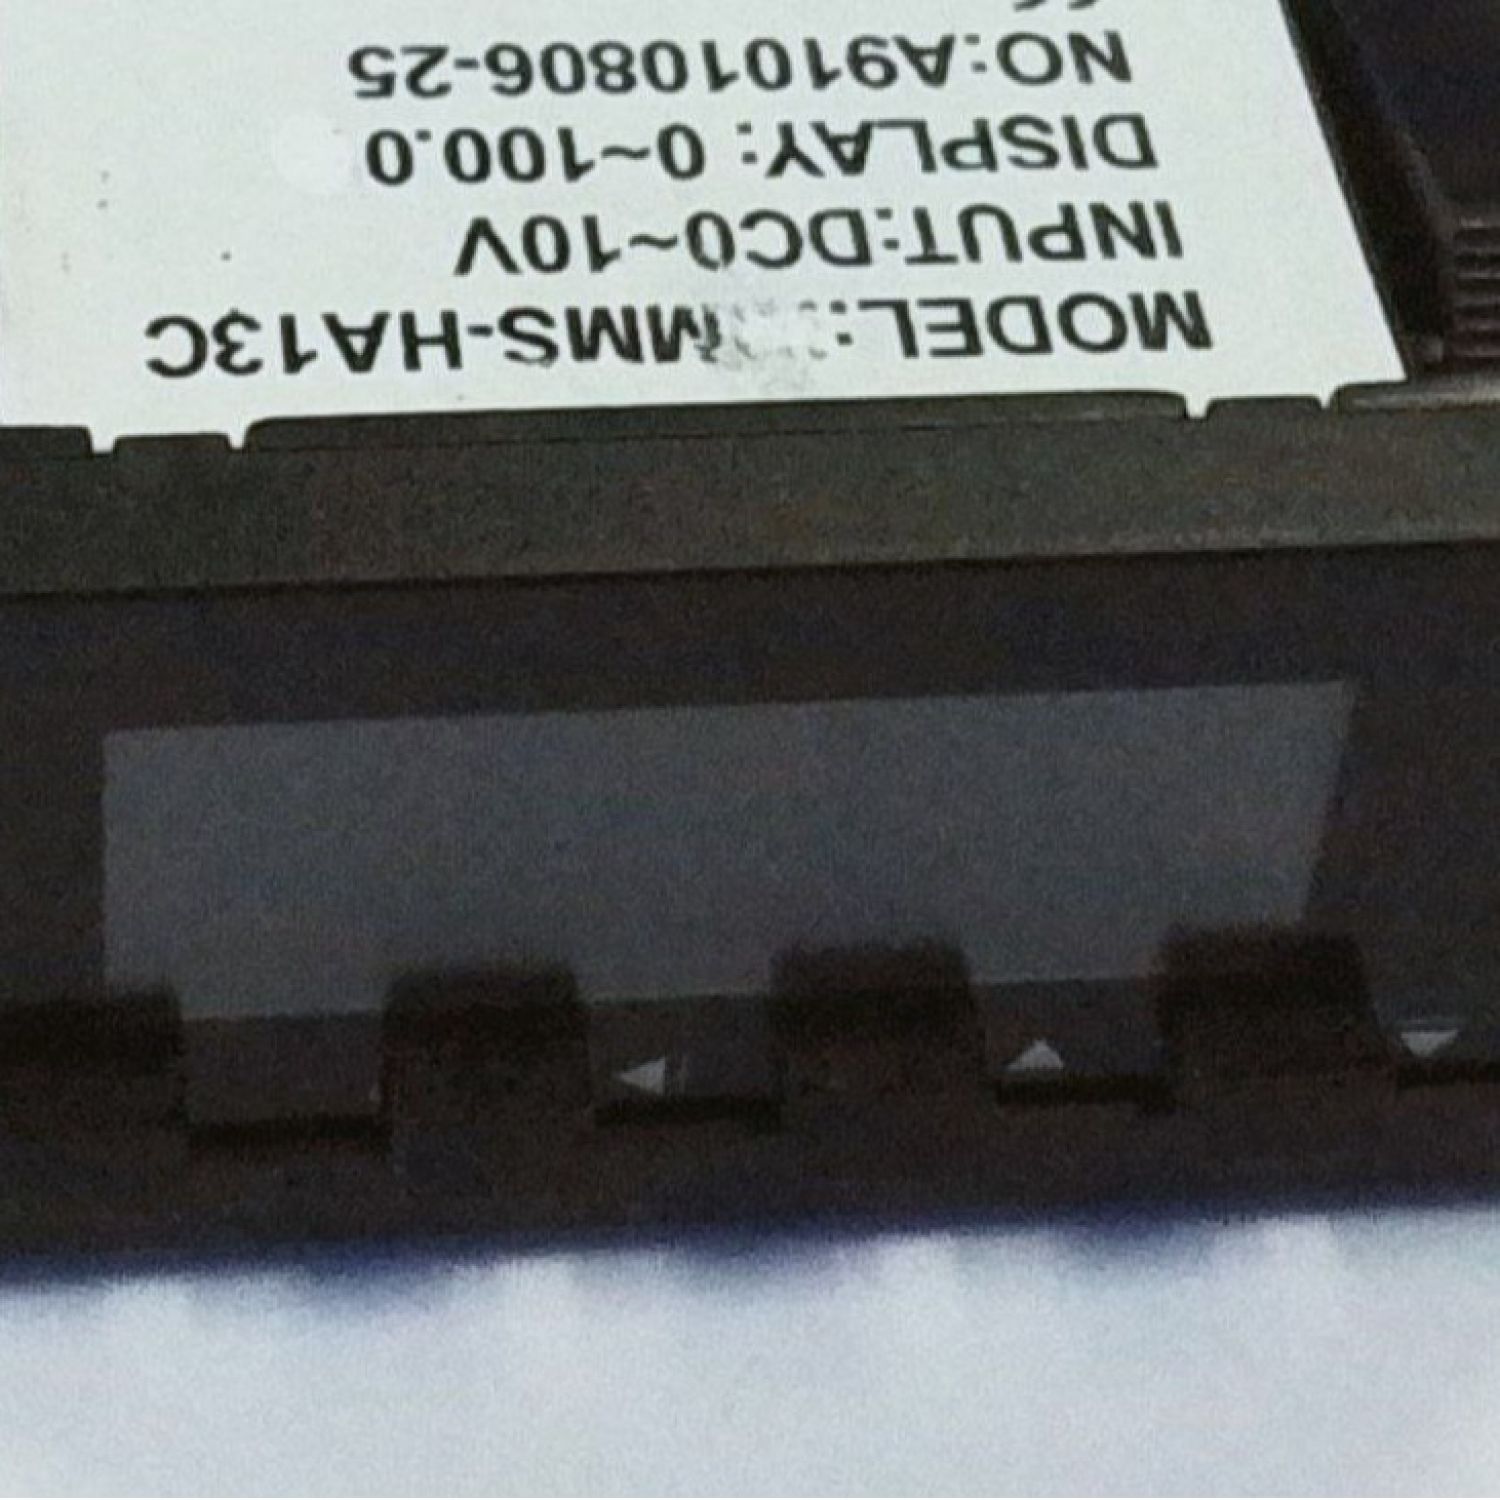 MODEL: MMS-HA13C
INPUT:DC0~10V
DISPLAY: 0~100.0
NO:A91010806-25